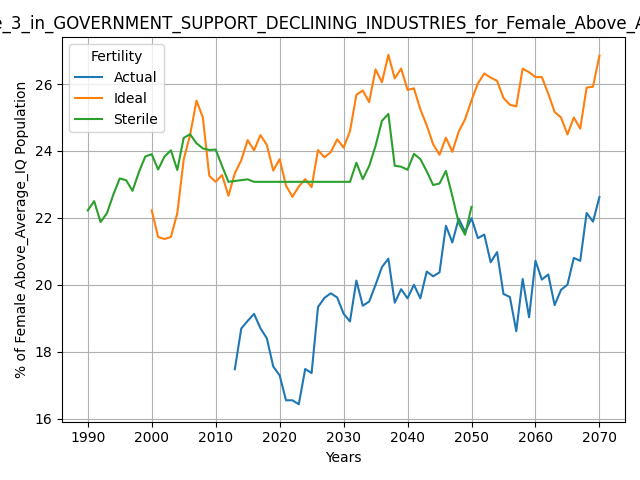 _3_in_GOVERNMENT_SUPPORT_DECLINING_INDUSTRIES_for_Female_Above_A
Fertility
Actual
Ideal
Sterile
% of Female Above_Average_IQ Population
26
24
22
20
18
16
1990
2000
2010
2020
2030
2040
2050
2060
2070
Years